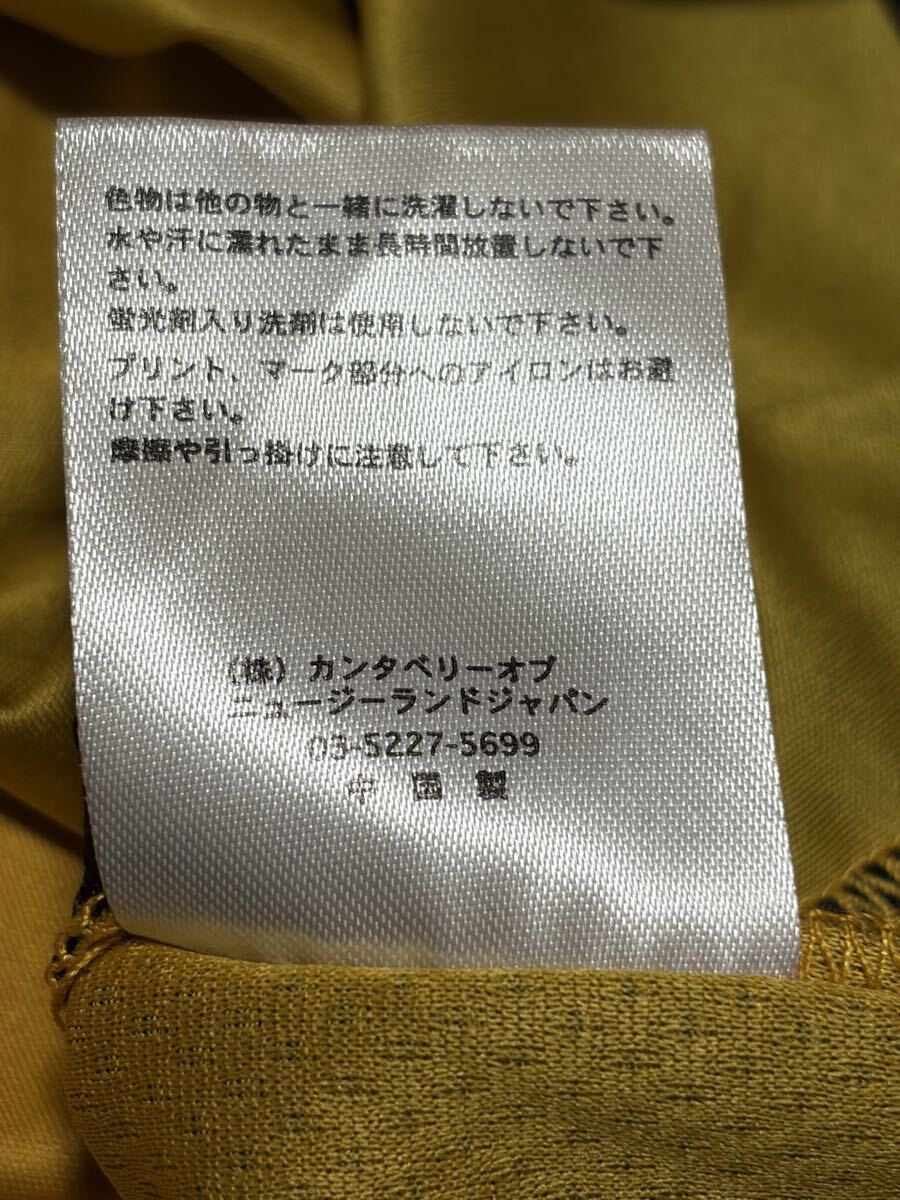 色物は他の物と一緒に洗濯しないで下さい。
水や汗に濡れたまま長時間放置しないで下
さい。
蛍光剤入り洗剤は使用しないで下さい。
プリント、マーク部分へのアイロンはお避
け下さい。
摩擦や引っ掛けに注意して下さい。
(株)カンタベリーオブ
ニュージーランドジャパン
03-5227-5699
中国製